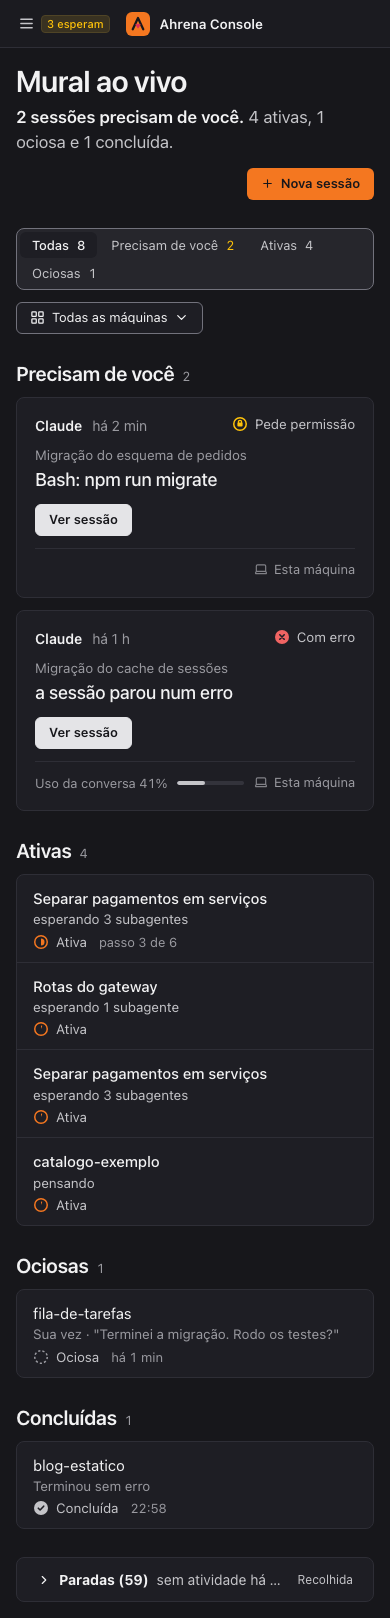 3 esperam
Ahrena Console
Mural ao vivo
2 sessões precisam de você. 4 ativas, 1
ociosa e 1 concluída.
+ Nova sessão
Todas 8
Precisam de você 2
Ativas 4
Ociosas 1
Todas as máquinas
Precisam de você 2
Claude há 2 min
Pede permissão
Migração do esquema de pedidos
Bash: npm run migrate
Ver sessão
Esta máquina
Claude há 1 h
Com erro
Migração do cache de sessões
a sessão parou num erro
Ver sessão
Uso da conversa 41%
Esta máquina
Ativas 4
Separar pagamentos em serviços
esperando 3 subagentes
Ativa passo 3 de 6
Rotas do gateway
esperando 1 subagente
Ativa
Separar pagamentos em serviços
esperando 3 subagentes
Ativa
catalogo-exemplo
pensando
Ativa
Ociosas 1
fila-de-tarefas
Sua vez · "Terminei a migração. Rodo os testes?"
Ociosa há 1 min
Concluídas 1
blog-estatico
Terminou sem erro
Concluída 22:58
Paradas (59) sem atividade há ...
Recolhida